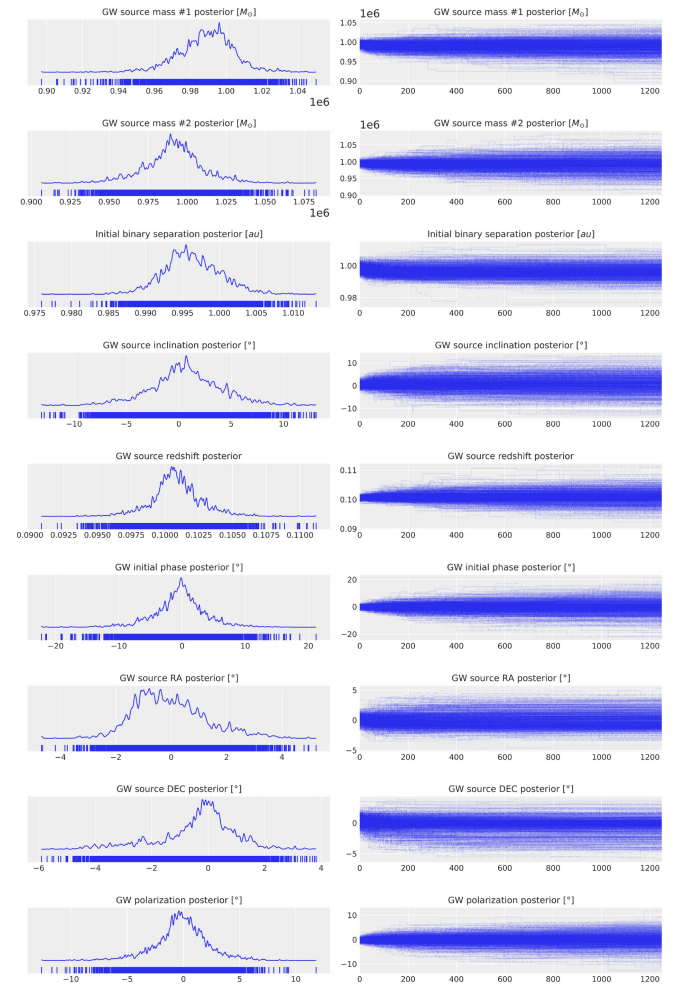 GW source mass #1 posterior [M⊙]
0.90 0.92 0.94 0.96 0.98 1.00 1.02 1.04
1e6
GW source mass #1 posterior [M⊙]
1e6
1.05
1.00
0.95
0.90
0 200 400 600 800 1000 1200
GW source mass #2 posterior [M⊙]
0.900 0.925 0.950 0.975 1.000 1.025 1.050 1.075
1e6
GW source mass #2 posterior [M⊙]
1e6
1.05
1.00
0.95
0.90
0 200 400 600 800 1000 1200
Initial binary separation posterior [au]
0.975 0.980 0.985 0.990 0.995 1.000 1.005 1.010
Initial binary separation posterior [au]
1.00
0.98
0 200 400 600 800 1000 1200
GW source inclination posterior [°]
−10 −5 0 5 10
GW source inclination posterior [°]
10
0
−10
0 200 400 600 800 1000 1200
GW source redshift posterior
0.0900 0.0925 0.0950 0.0975 0.1000 0.1025 0.1050 0.1075 0.1100
GW source redshift posterior
0.11
0.10
0.09
0 200 400 600 800 1000 1200
GW initial phase posterior [°]
−20 −10 0 10 20
GW initial phase posterior [°]
20
0
−20
0 200 400 600 800 1000 1200
GW source RA posterior [°]
−4 −2 0 2 4
GW source RA posterior [°]
5
0
−5
0 200 400 600 800 1000 1200
GW source DEC posterior [°]
−6 −4 −2 0 2 4
GW source DEC posterior [°]
0
−5
0 200 400 600 800 1000 1200
GW polarization posterior [°]
−10 −5 0 5 10
GW polarization posterior [°]
10
0
−10
0 200 400 600 800 1000 1200